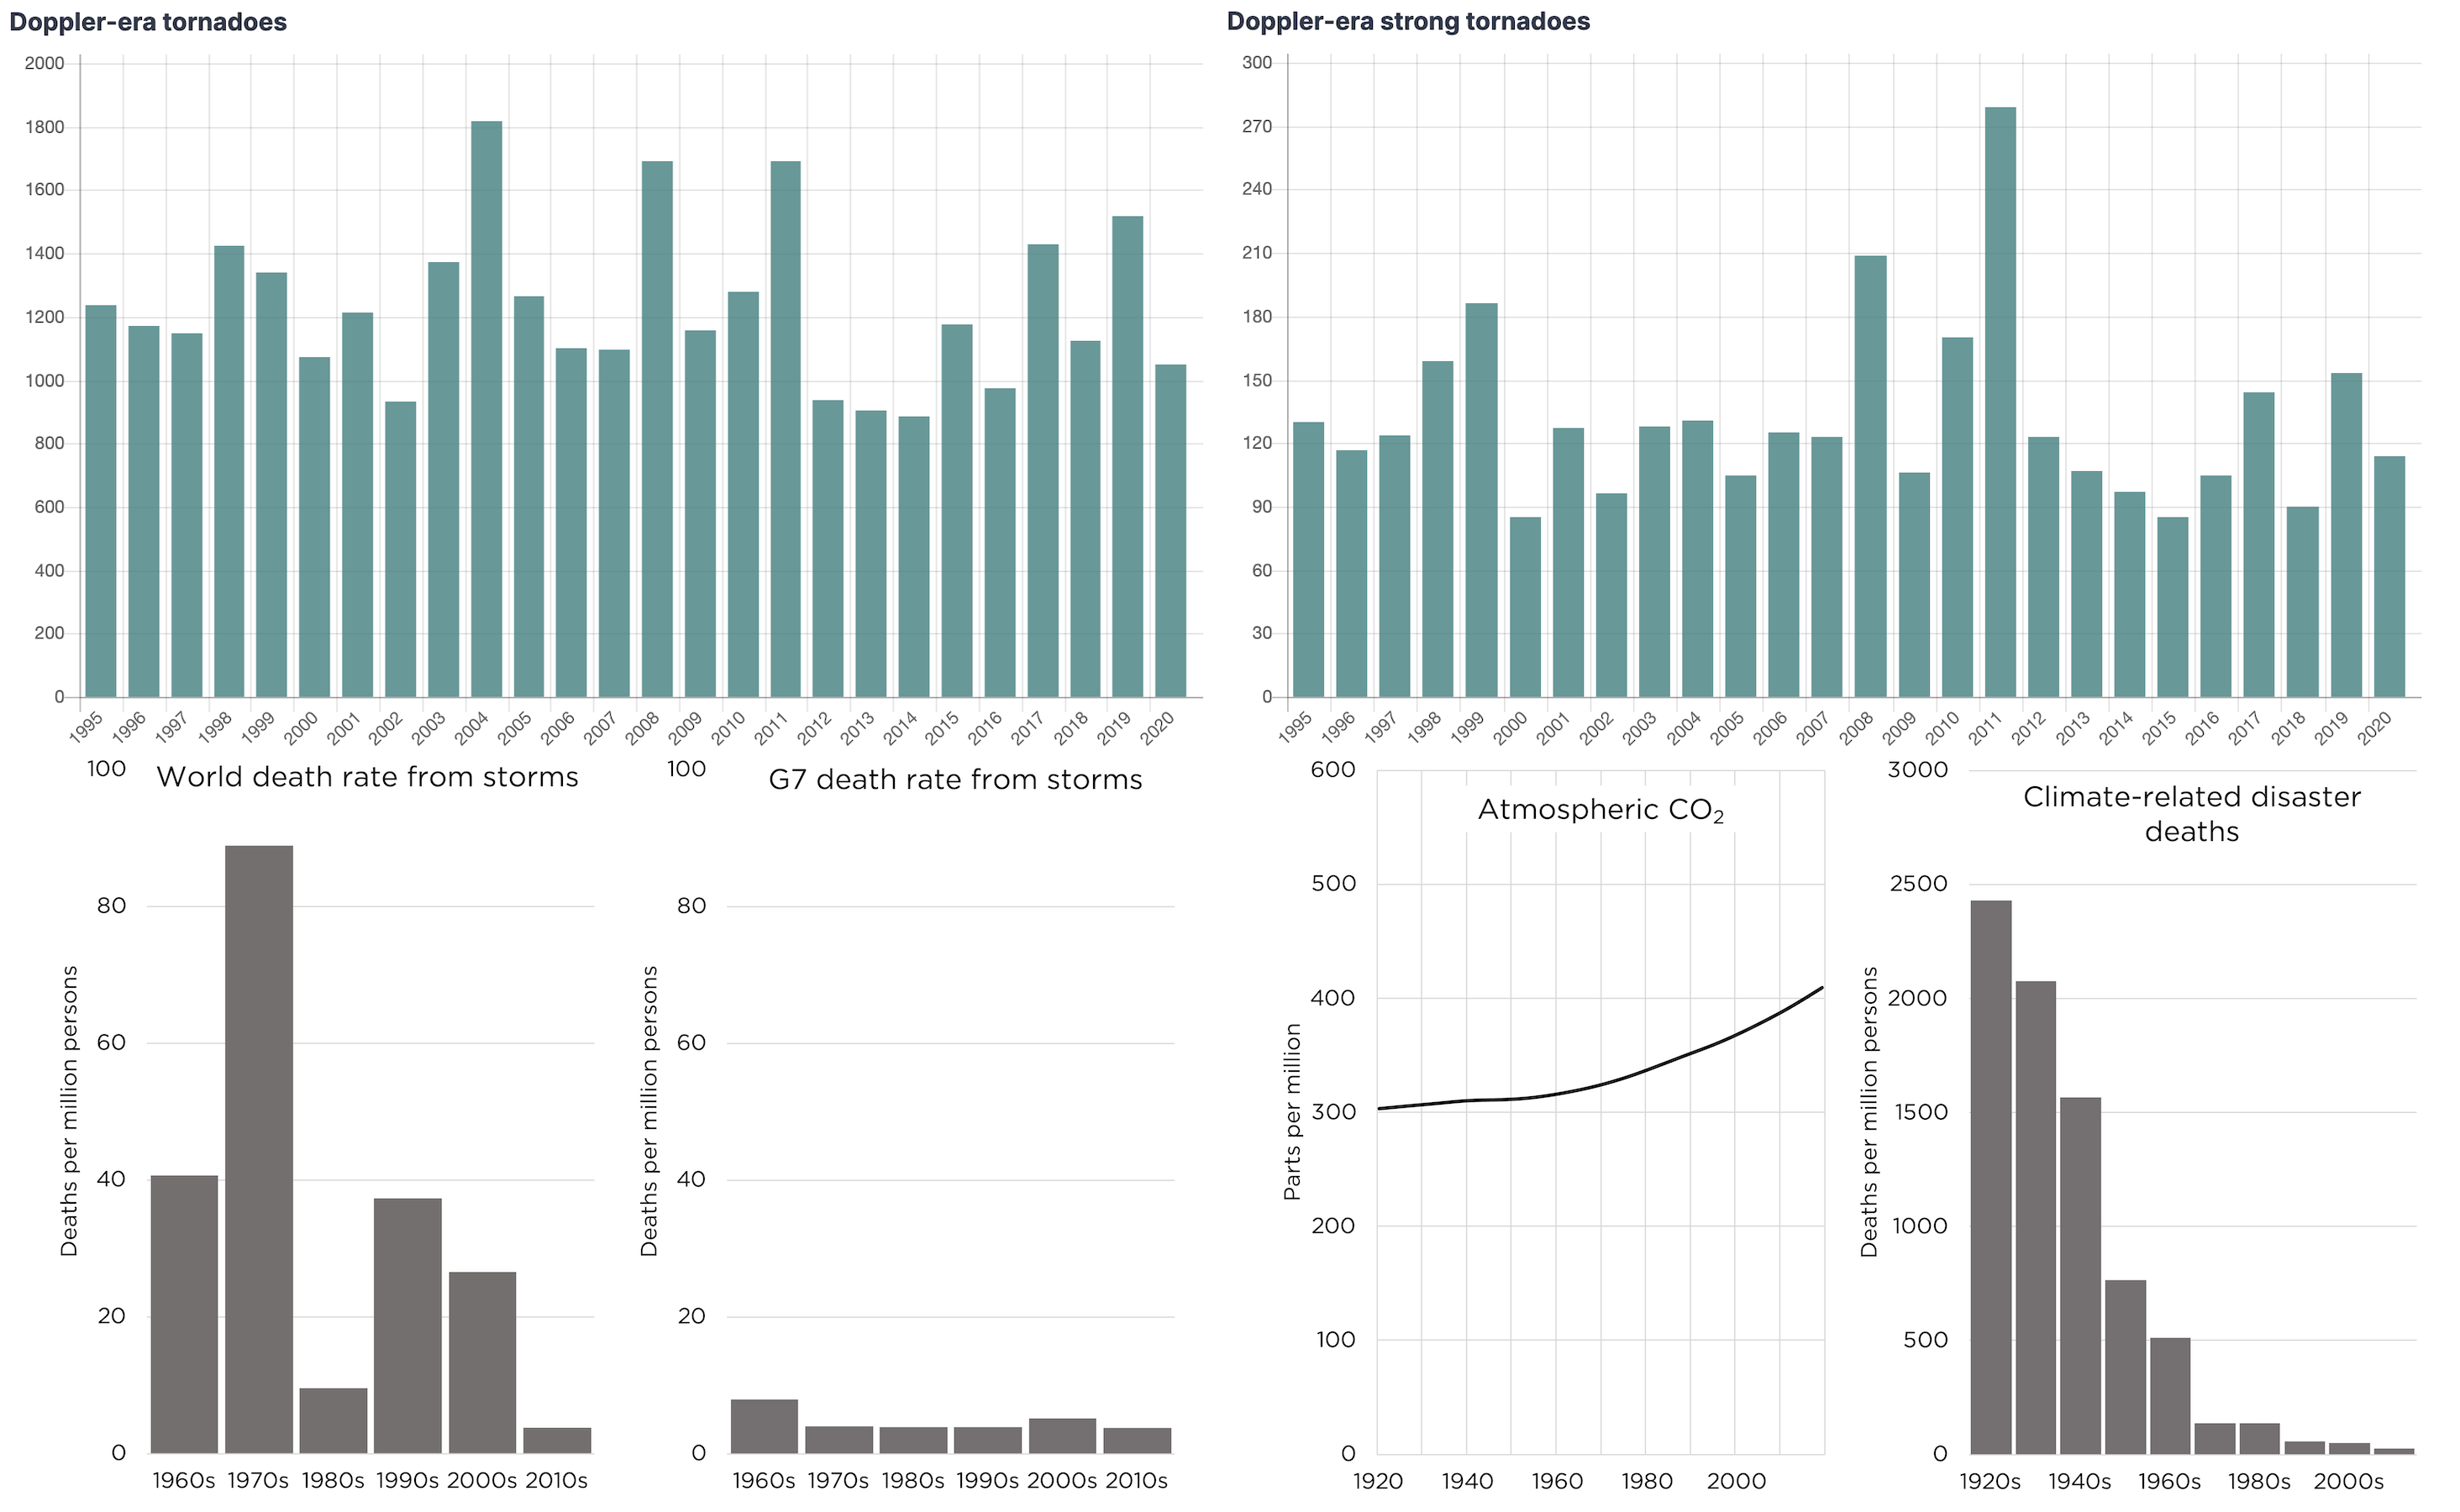 Doppler-era tornadoes
2000
1800
1600
1400
1200
1000
800
600
400
200
0
1995 1996 1997 1998 1999 2000 2001 2002 2003 2004 2005 2006 2007 2008 2009 2010 2011 2012 2013 2014 2015 2016 2017 2018 2019 2020
Doppler-era strong tornadoes
300
270
240
210
180
150
120
90
60
30
0
1995 1996 1997 1998 1999 2000 2001 2002 2003 2004 2005 2006 2007 2008 2009 2010 2011 2012 2013 2014 2015 2016 2017 2018 2019 2020
World death rate from storms
Deaths per million persons
100
80
60
40
20
0
1960s 1970s 1980s 1990s 2000s 2010s
G7 death rate from storms
Deaths per million persons
100
80
60
40
20
0
1960s 1970s 1980s 1990s 2000s 2010s
Atmospheric CO₂
Parts per million
600
500
400
300
200
100
0
1920 1940 1960 1980 2000
Climate-related disaster
deaths
Deaths per million persons
3000
2500
2000
1500
1000
500
0
1920s 1940s 1960s 1980s 2000s